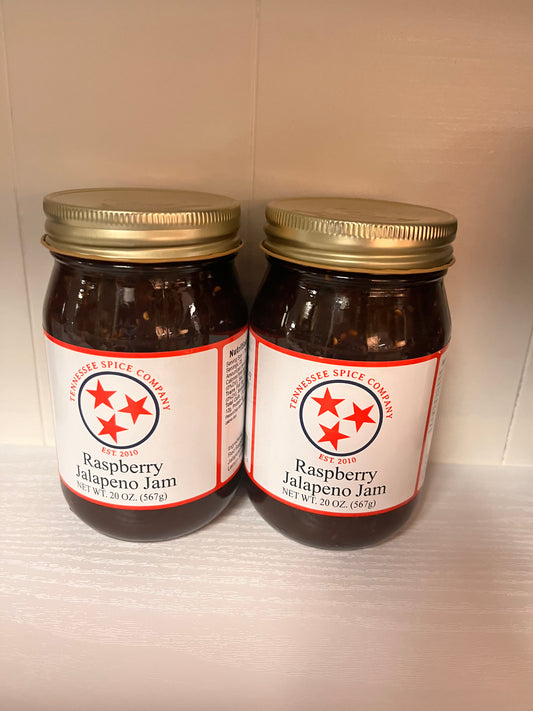 TENNESSEE SPICE COMPANY
EST. 2010
Raspberry
Jalapeno Jam
NET WT. 20 OZ. (567g)
TENNESSEE SPICE COMPANY
EST. 2010
Raspberry
Jalapeno Jam
NET WT. 20 OZ. (567g)